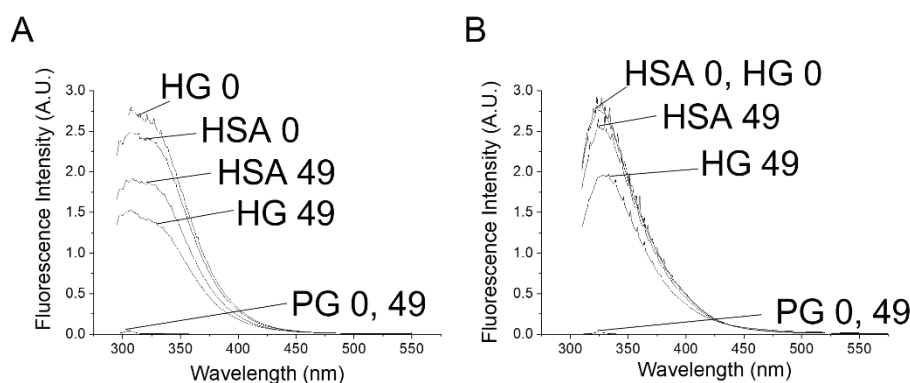 A
HG 0
HSA 0
HSA 49
HG 49
PG 0, 49
Fluorescence Intensity (A.U.)
3.0
2.5
2.0
1.5
1.0
0.5
0.0
300 350 400 450 500 550
Wavelength (nm)
B
HSA 0, HG 0
HSA 49
HG 49
PG 0, 49
Fluorescence Intensity (A.U.)
3.0
2.5
2.0
1.5
1.0
0.5
0.0
300 350 400 450 500 550
Wavelength (nm)